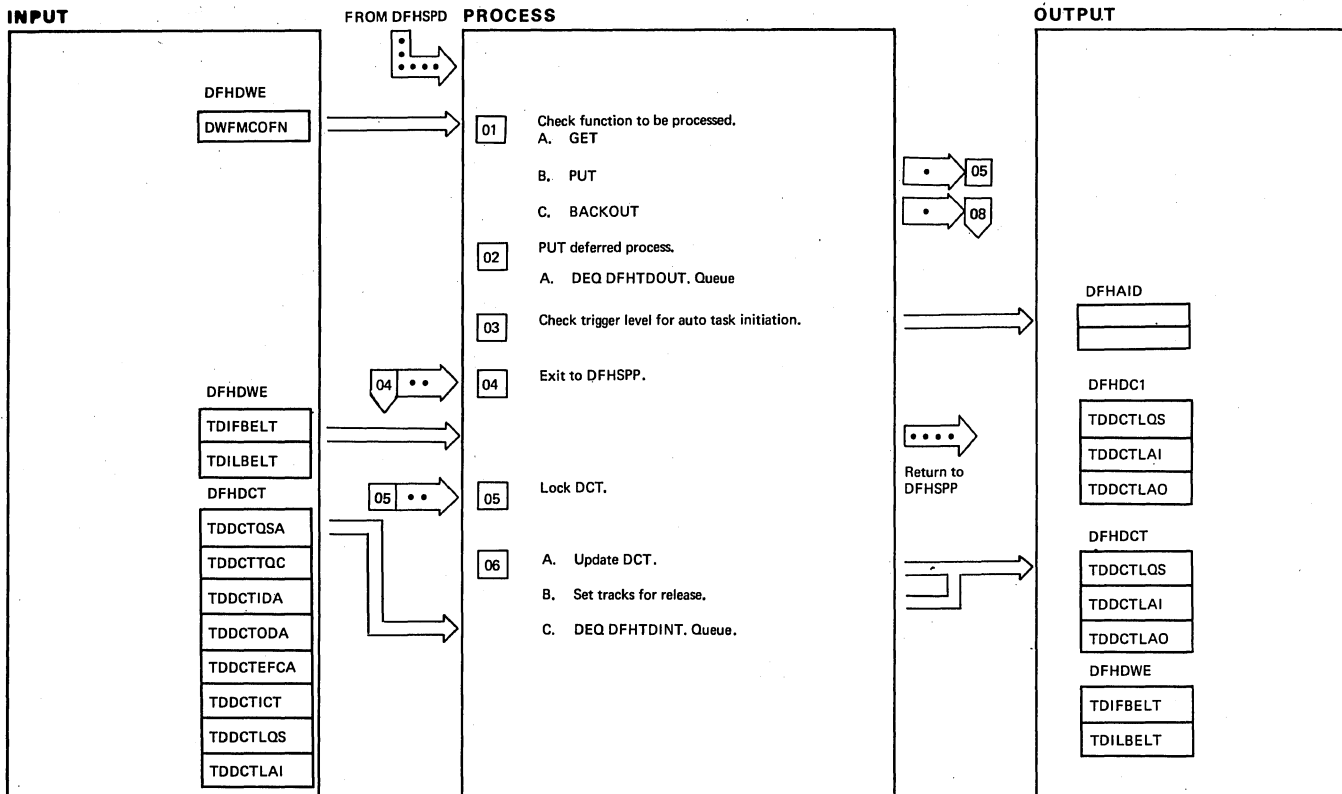 INPUT
FROM DFHSPD
PROCESS
OUTPUT
DFHDWE
DWFMCOFN
01 Check function to be processed.
A. GET
B. PUT
05
C. BACKOUT
08
02 PUT deferred process.
A. DEQ DFHTDOUT. Queue
03 Check trigger level for auto task initiation.
DFHAID
04
04 Exit to DFHSPP.
Return to
DFHSPP
DFHDWE
TDIFBELT
TDILBELT
DFHDCT
TDDCTQSA
TDDCTTQC
TDDCTIDA
TDDCTODA
TDDCTEFCA
TDDCTICT
TDDCTLQS
TDDCTLAI
05
05 Lock DCT.
06 A. Update DCT.
B. Set tracks for release.
C. DEQ DFHTDINT. Queue.
DFHDC1
TDDCTLQS
TDDCTLAI
TDDCTLAO
DFHDCT
TDDCTLQS
TDDCTLAI
TDDCTLAO
DFHDWE
TDIFBELT
TDILBELT